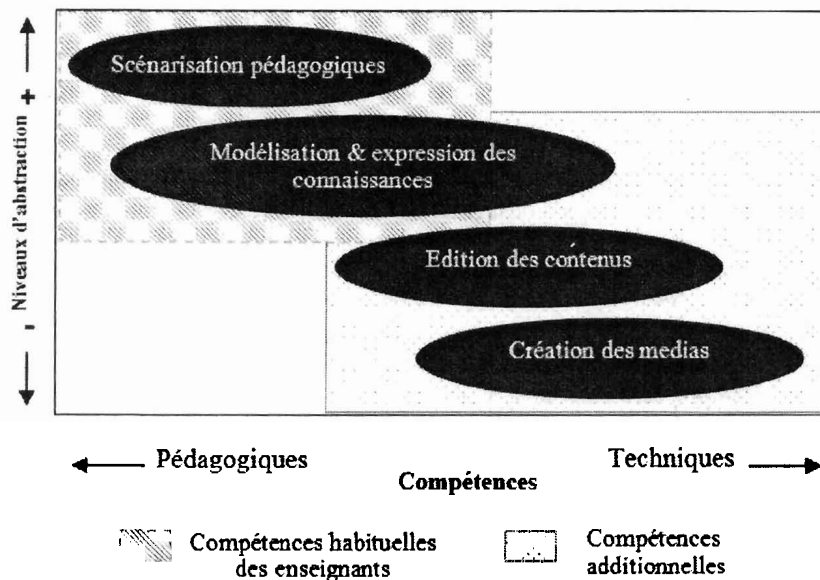 Scénarisation pédagogiques
Modélisation & expression des
connaissances
Edition des contenus
Création des medias
- Niveaux d'abstraction +
Pédagogiques
Techniques
Compétences
Compétences habituelles
des enseignants
Compétences
additionnelles